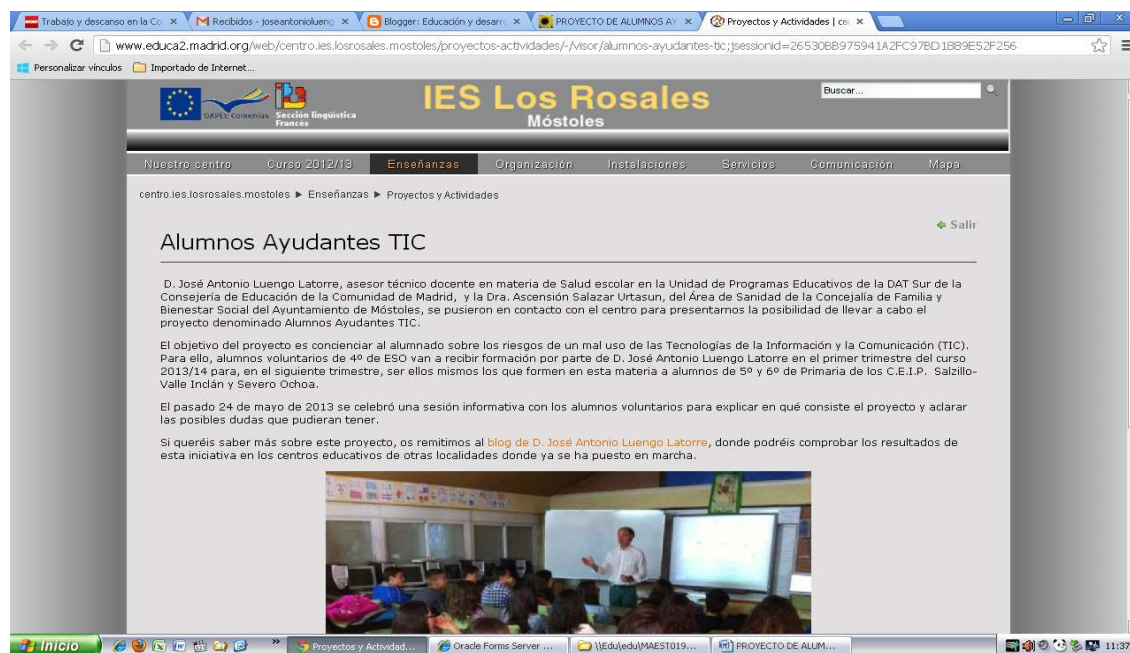 Trabajo y descanso en la Co
Recibidos - joseantoniolueng
Blogger: Educación y desarr
PROYECTO DE ALUMNOS AY
Proyectos y Actividades | ce
www.educa2.madrid.org/web/centro.ies.losrosales.mostoles/proyectos-actividades/-/visor/alumnos-ayudantes-tic;jsessionid=26530BB975941A2FC97BD1BB9E52F256
Personalizar vínculos Importado de Internet...
IES Los Rosales
Móstoles
OAPEE Comenius
Sección lingüística
Francés
Buscar...
Nuestro centro Curso 2012/13 Enseñanzas Organización Instalaciones Servicios Comunicación Mapa
centro.ies.losrosales.mostoles ► Enseñanzas ► Proyectos y Actividades
Salir
Alumnos Ayudantes TIC
D. José Antonio Luengo Latorre, asesor técnico docente en materia de Salud escolar en la Unidad de Programas Educativos de la DAT Sur de la
Consejería de Educación de la Comunidad de Madrid, y la Dra. Ascensión Salazar Urtasun, del Área de Sanidad de la Concejalía de Familia y
Bienestar Social del Ayuntamiento de Móstoles, se pusieron en contacto con el centro para presentarnos la posibilidad de llevar a cabo el
proyecto denominado Alumnos Ayudantes TIC.
El objetivo del proyecto es concienciar al alumnado sobre los riesgos de un mal uso de las Tecnologías de la Información y la Comunicación (TIC).
Para ello, alumnos voluntarios de 4º de ESO van a recibir formación por parte de D. José Antonio Luengo Latorre en el primer trimestre del curso
2013/14 para, en el siguiente trimestre, ser ellos mismos los que formen en esta materia a alumnos de 5º y 6º de Primaria de los C.E.I.P. Salzillo-
Valle Inclán y Severo Ochoa.
El pasado 24 de mayo de 2013 se celebró una sesión informativa con los alumnos voluntarios para explicar en qué consiste el proyecto y aclarar
las posibles dudas que pudieran tener.
Si queréis saber más sobre este proyecto, os remitimos al blog de D. José Antonio Luengo Latorre, donde podréis comprobar los resultados de
esta iniciativa en los centros educativos de otras localidades donde ya se ha puesto en marcha.
Inicio
Proyectos y Actividad...
Oracle Forms Server ...
\\Edu\edu\MAEST019...
PROYECTO DE ALUM...
11:37